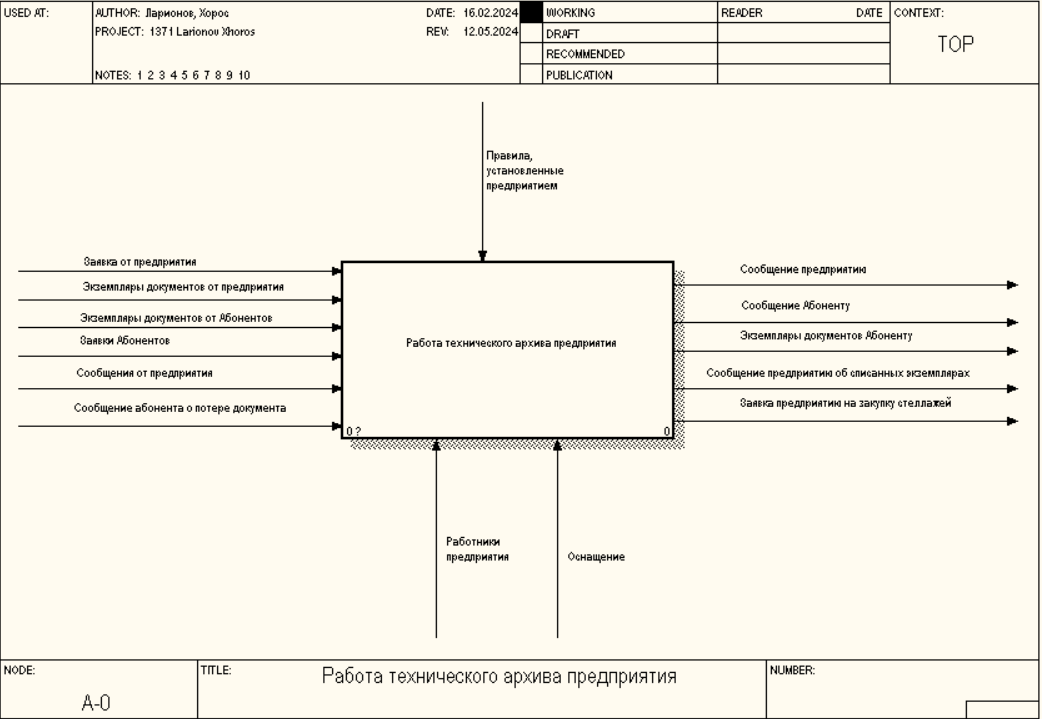 USED AT:
AUTHOR: Ларионов, Хорос
DATE: 16.02.2024
WORKING
READER
DATE
CONTEXT:
PROJECT: 1371 Larionov Xhoros
REV: 12.05.2024
DRAFT
TOP
RECOMMENDED
NOTES: 1 2 3 4 5 6 7 8 9 10
PUBLICATION
Правила,
установленные
предприятием
Заявка от предприятия
Экземпляры документов от предприятия
Экземпляры документов от Абонентов
Заявки Абонентов
Сообщения от предприятия
Сообщение абонента о потере документа
Работа технического архива предприятия
0 ?
0
Сообщение предприятию
Сообщение Абоненту
Экземпляры документов Абоненту
Сообщение предприятию об списанных экземплярах
Заявка предприятию на закупку стеллажей
Работники
предприятия
Оснащение
NODE:
TITLE:
Работа технического архива предприятия
NUMBER:
A-0